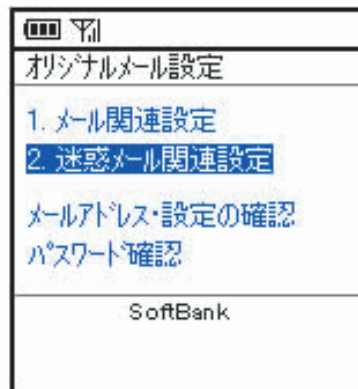 オリジナルメール設定
1. メール関連設定
2. 迷惑メール関連設定
メールアドレス・設定の確認
パスワード確認
SoftBank